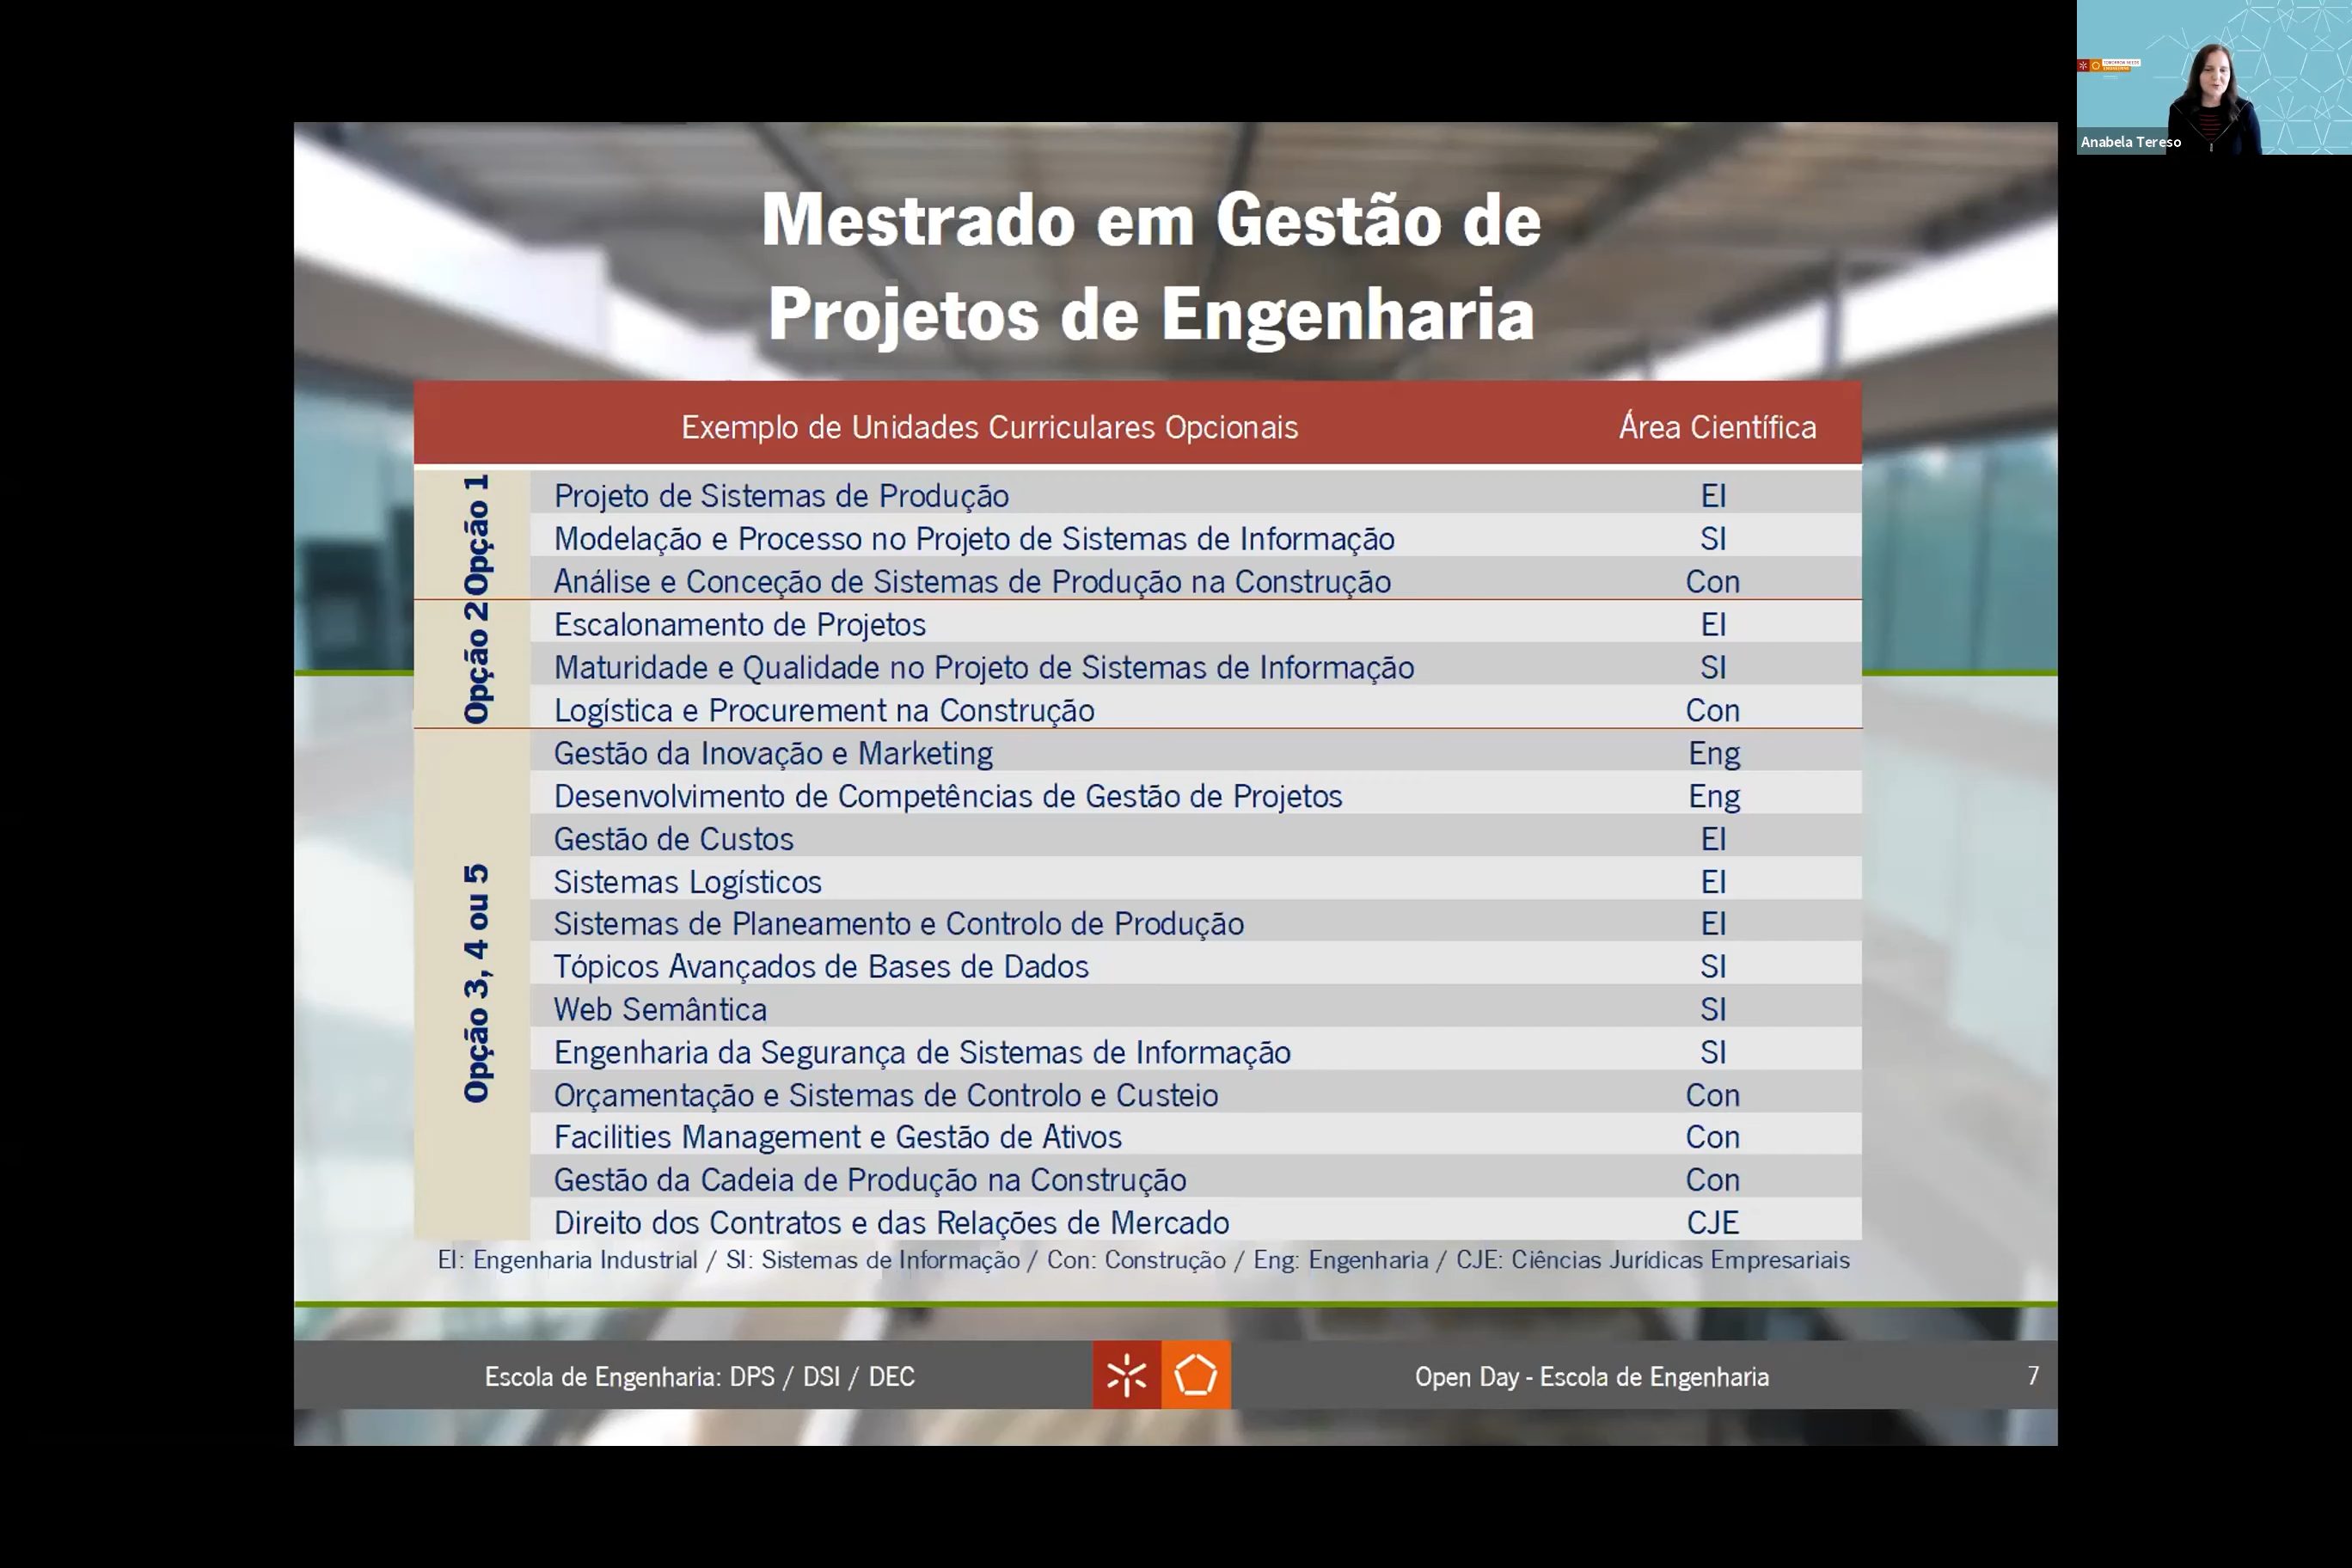 Anabela Tereso
Mestrado em Gestão de
Projetos de Engenharia
Exemplo de Unidades Curriculares Opcionais Área Científica
Opção 1
Projeto de Sistemas de Produção EI
Modelação e Processo no Projeto de Sistemas de Informação SI
Análise e Conceção de Sistemas de Produção na Construção Con
Opção 2
Escalonamento de Projetos EI
Maturidade e Qualidade no Projeto de Sistemas de Informação SI
Logística e Procurement na Construção Con
Opção 3, 4 ou 5
Gestão da Inovação e Marketing Eng
Desenvolvimento de Competências de Gestão de Projetos Eng
Gestão de Custos EI
Sistemas Logísticos EI
Sistemas de Planeamento e Controlo de Produção EI
Tópicos Avançados de Bases de Dados SI
Web Semântica SI
Engenharia da Segurança de Sistemas de Informação SI
Orçamentação e Sistemas de Controlo e Custeio Con
Facilities Management e Gestão de Ativos Con
Gestão da Cadeia de Produção na Construção Con
Direito dos Contratos e das Relações de Mercado CJE
EI: Engenharia Industrial / SI: Sistemas de Informação / Con: Construção / Eng: Engenharia / CJE: Ciências Jurídicas Empresariais
Escola de Engenharia: DPS / DSI / DEC Open Day - Escola de Engenharia 7